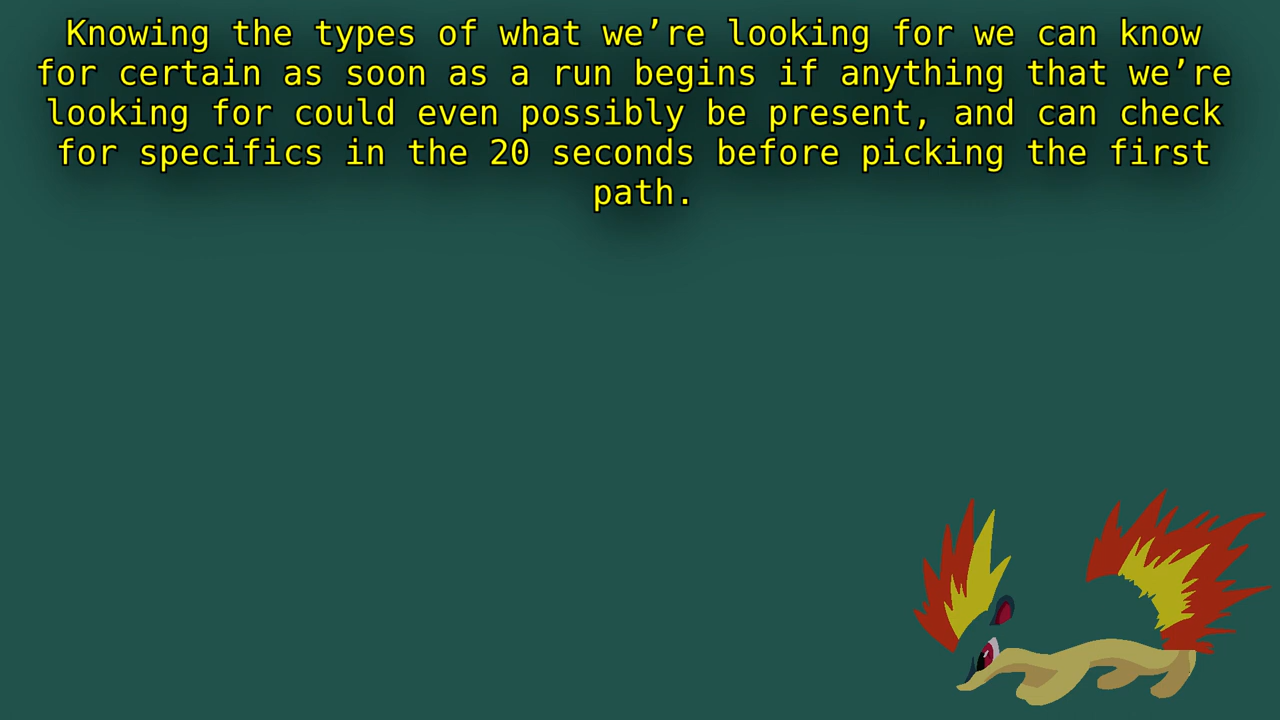 Knowing the types of what we’re looking for we can know
for certain as soon as a run begins if anything that we’re
looking for could even possibly be present, and can check
for specifics in the 20 seconds before picking the first
path.